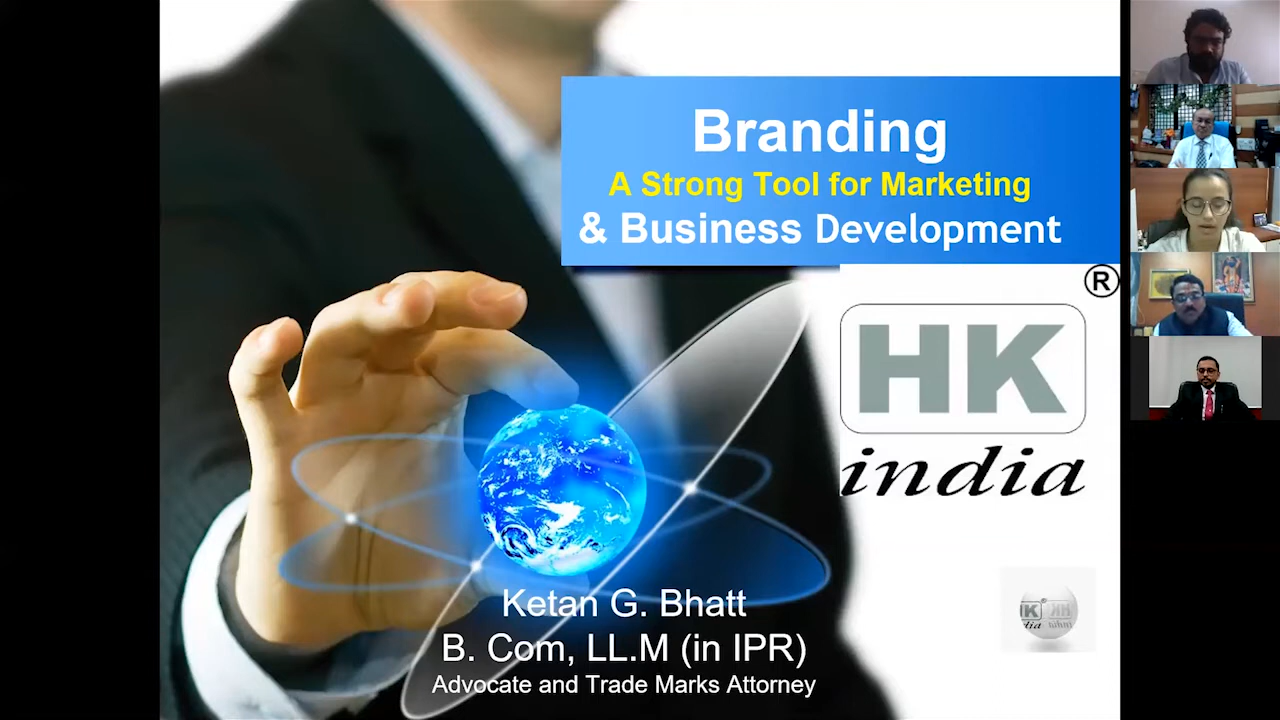 Branding
A Strong Tool for Marketing
& Business Development
®
HK
india
Ketan G. Bhatt
B. Com, LL.M (in IPR)
Advocate and Trade Marks Attorney